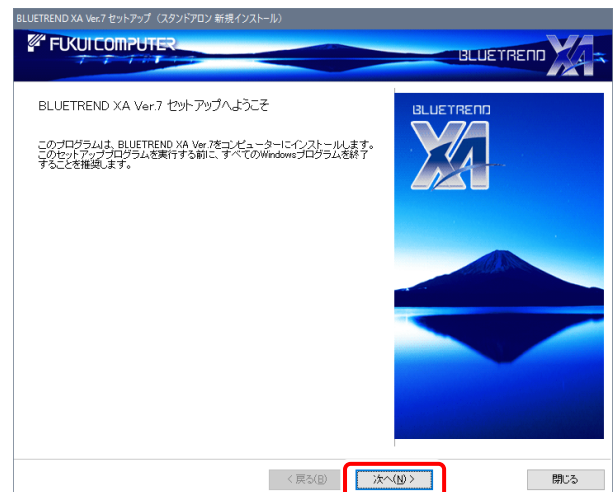 BLUETREND XA Ver.7 セットアップ （スタンドアロン 新規インストール）
FUKUI COMPUTER
BLUETREND XA
BLUETREND XA Ver.7 セットアップへようこそ
このプログラムは、BLUETREND XA Ver.7をコンピューターにインストールします。
このセットアッププログラムを実行する前に、すべてのWindowsプログラムを終了
することを推奨します。
BLUETREND
XA
< 戻る(B)
次へ(N) >
閉じる